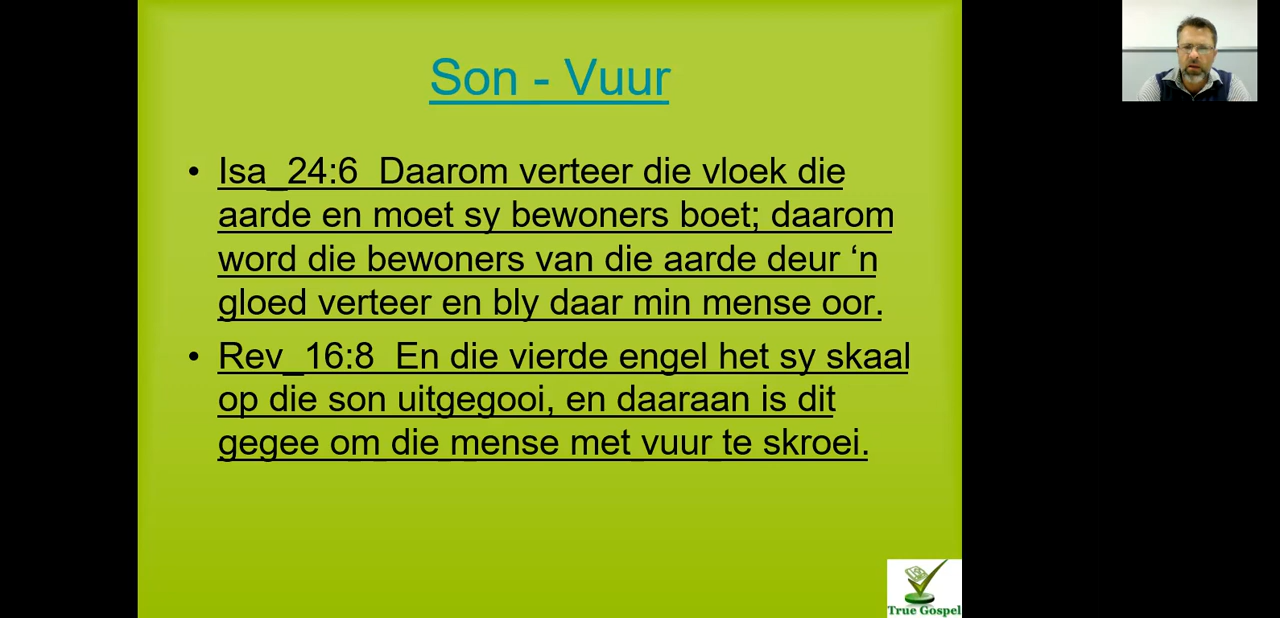 Son - Vuur
• Isa_24:6  Daarom verteer die vloek die
aarde en moet sy bewoners boet; daarom
word die bewoners van die aarde deur ‘n
gloed verteer en bly daar min mense oor.
• Rev_16:8  En die vierde engel het sy skaal
op die son uitgegooi, en daaraan is dit
gegee om die mense met vuur te skroei.
True Gospel